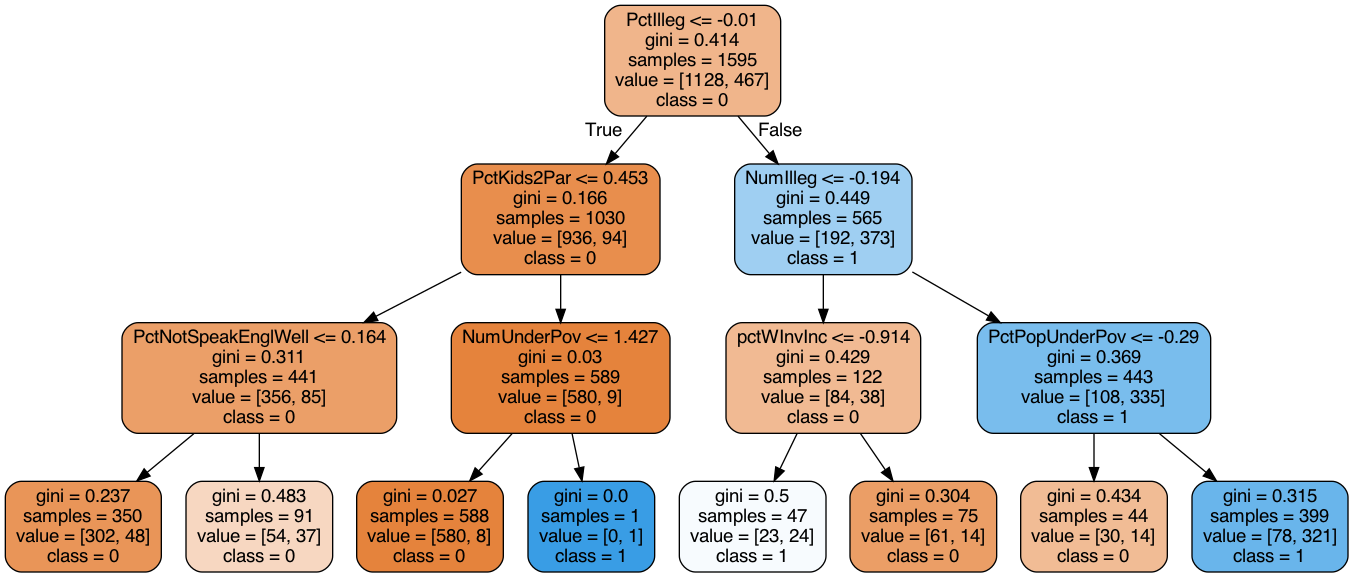 PctIlleg <= -0.01
gini = 0.414
samples = 1595
value = [1128, 467]
class = 0
True
False
PctKids2Par <= 0.453
gini = 0.166
samples = 1030
value = [936, 94]
class = 0
NumIlleg <= -0.194
gini = 0.449
samples = 565
value = [192, 373]
class = 1
PctNotSpeakEnglWell <= 0.164
gini = 0.311
samples = 441
value = [356, 85]
class = 0
NumUnderPov <= 1.427
gini = 0.03
samples = 589
value = [580, 9]
class = 0
pctWInvInc <= -0.914
gini = 0.429
samples = 122
value = [84, 38]
class = 0
PctPopUnderPov <= -0.29
gini = 0.369
samples = 443
value = [108, 335]
class = 1
gini = 0.237
samples = 350
value = [302, 48]
class = 0
gini = 0.483
samples = 91
value = [54, 37]
class = 0
gini = 0.027
samples = 588
value = [580, 8]
class = 0
gini = 0.0
samples = 1
value = [0, 1]
class = 1
gini = 0.5
samples = 47
value = [23, 24]
class = 1
gini = 0.304
samples = 75
value = [61, 14]
class = 0
gini = 0.434
samples = 44
value = [30, 14]
class = 0
gini = 0.315
samples = 399
value = [78, 321]
class = 1